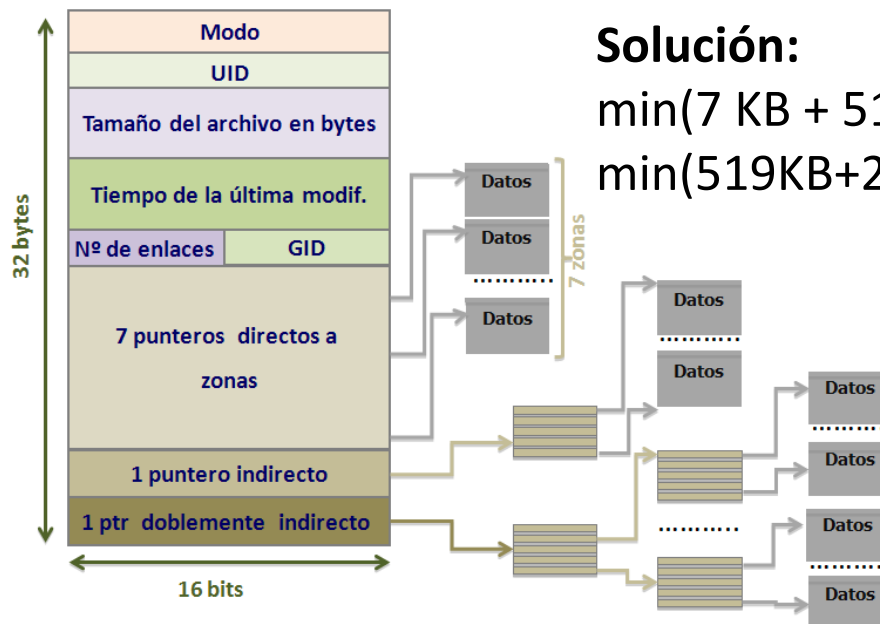 Modo
UID
Tamaño del archivo en bytes
Tiempo de la última modif.
Nº de enlaces
GID
7 punteros directos a
zonas
1 puntero indirecto
1 ptr doblemente indirecto
32 bytes
16 bits
Datos
Datos
...........
Datos
7 zonas
Solución:
min(7 KB + 51
min(519KB+2
Datos
...........
Datos
Datos
...........
Datos
...........
Datos
...........
Datos